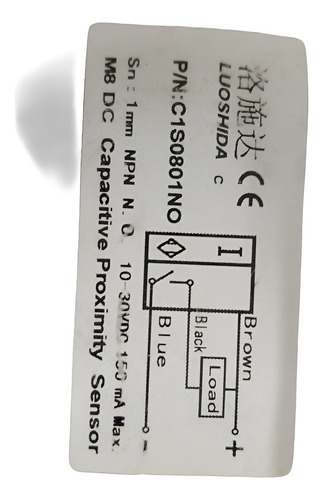 洛施达 CE
LUOSHIDA C
P/N:C1S0801NO
Sn: 1mm NPN N.O. 10-30VDC 150 mA Max.
M8 DC Capacitive Proximity Sensor
Brown +
Load
Black
Blue -